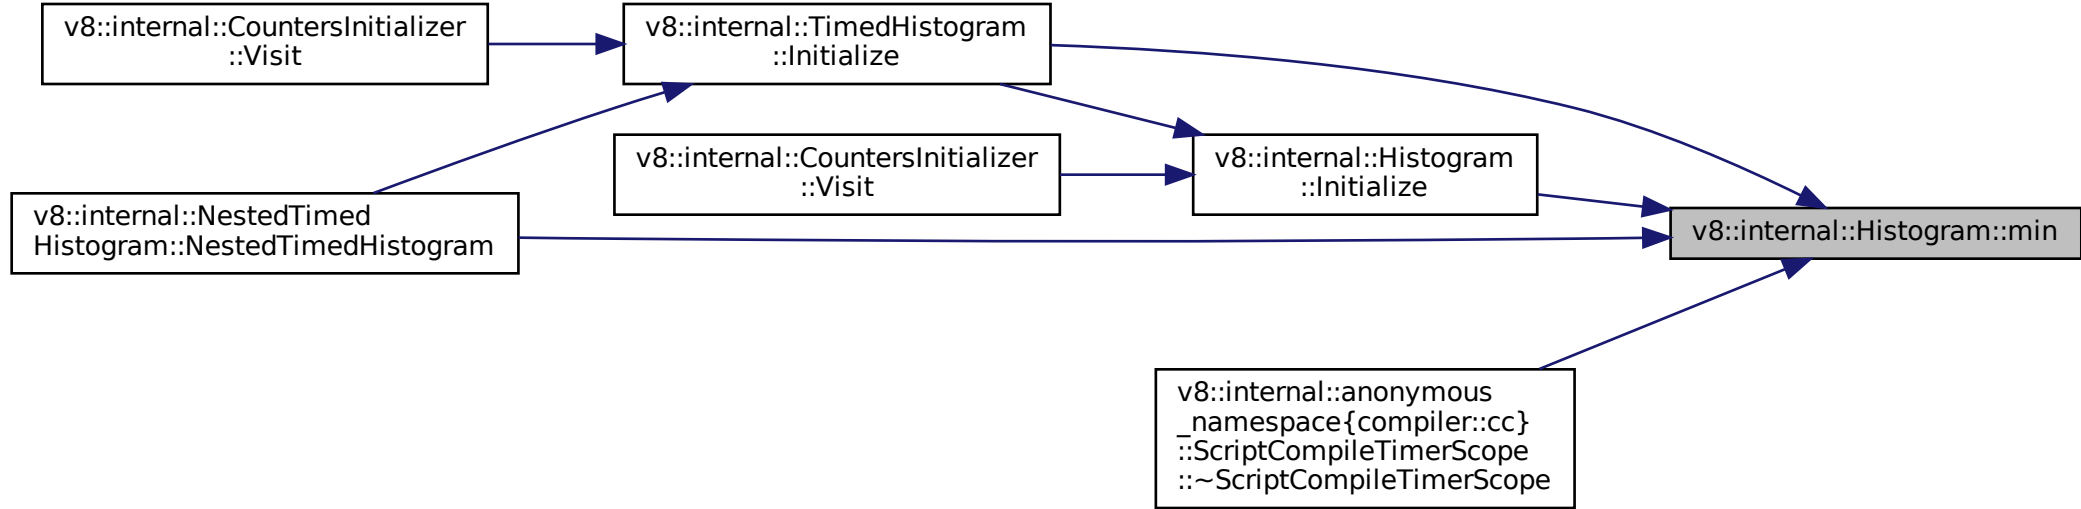 v8::internal::CountersInitializer
::Visit
v8::internal::TimedHistogram
::Initialize
v8::internal::CountersInitializer
::Visit
v8::internal::Histogram
::Initialize
v8::internal::NestedTimed
Histogram::NestedTimedHistogram
v8::internal::Histogram::min
v8::internal::anonymous
_namespace{compiler::cc}
::ScriptCompileTimerScope
::~ScriptCompileTimerScope